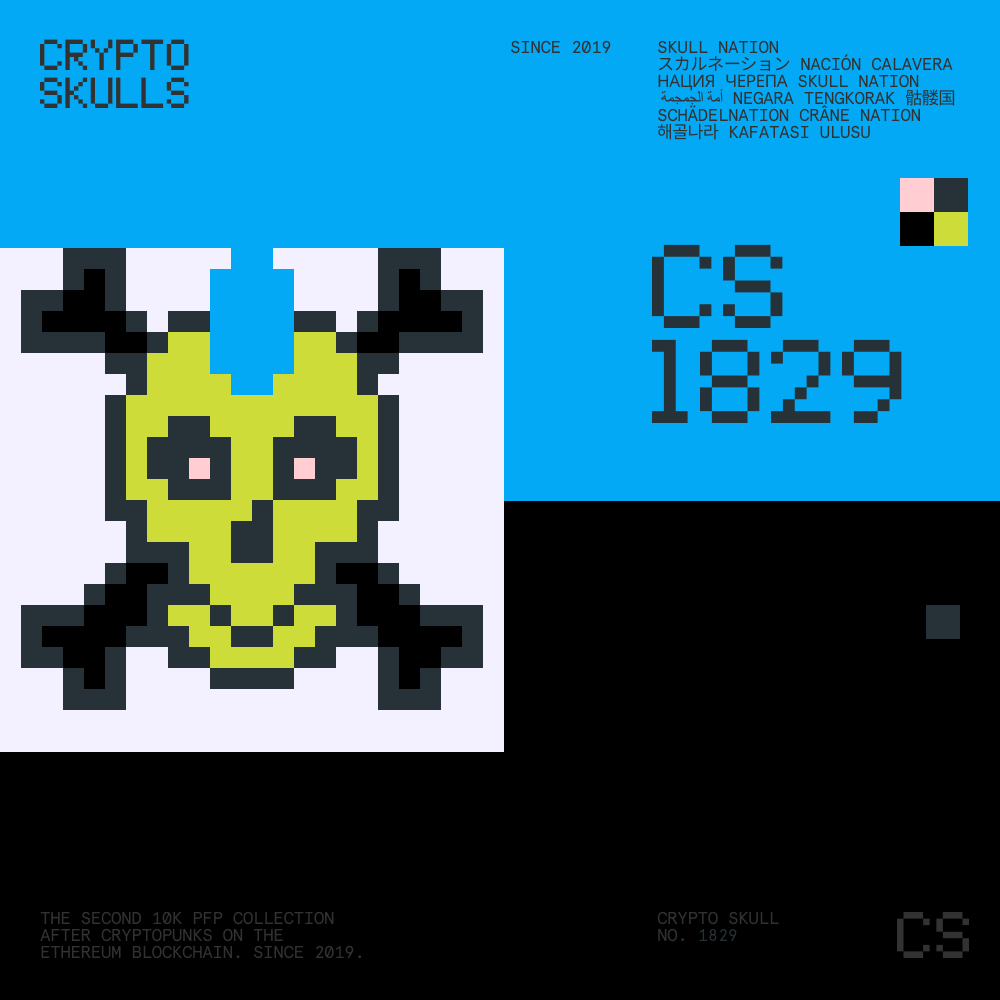 CRYPTO
SKULLS
SINCE 2019
SKULL NATION
スカルネーション NACIÓN CALAVERA
НАЦИЯ ЧЕРЕПА SKULL NATION
أمة الجمجمة NEGARA TENGKORAK 骷髏国
SCHÄDELNATION CRÂNE NATION
해골나라 KAFATASI ULUSU
CS
1829
THE SECOND 10K PFP COLLECTION
AFTER CRYPTOPUNKS ON THE
ETHEREUM BLOCKCHAIN. SINCE 2019.
CRYPTO SKULL
NO. 1829
CS